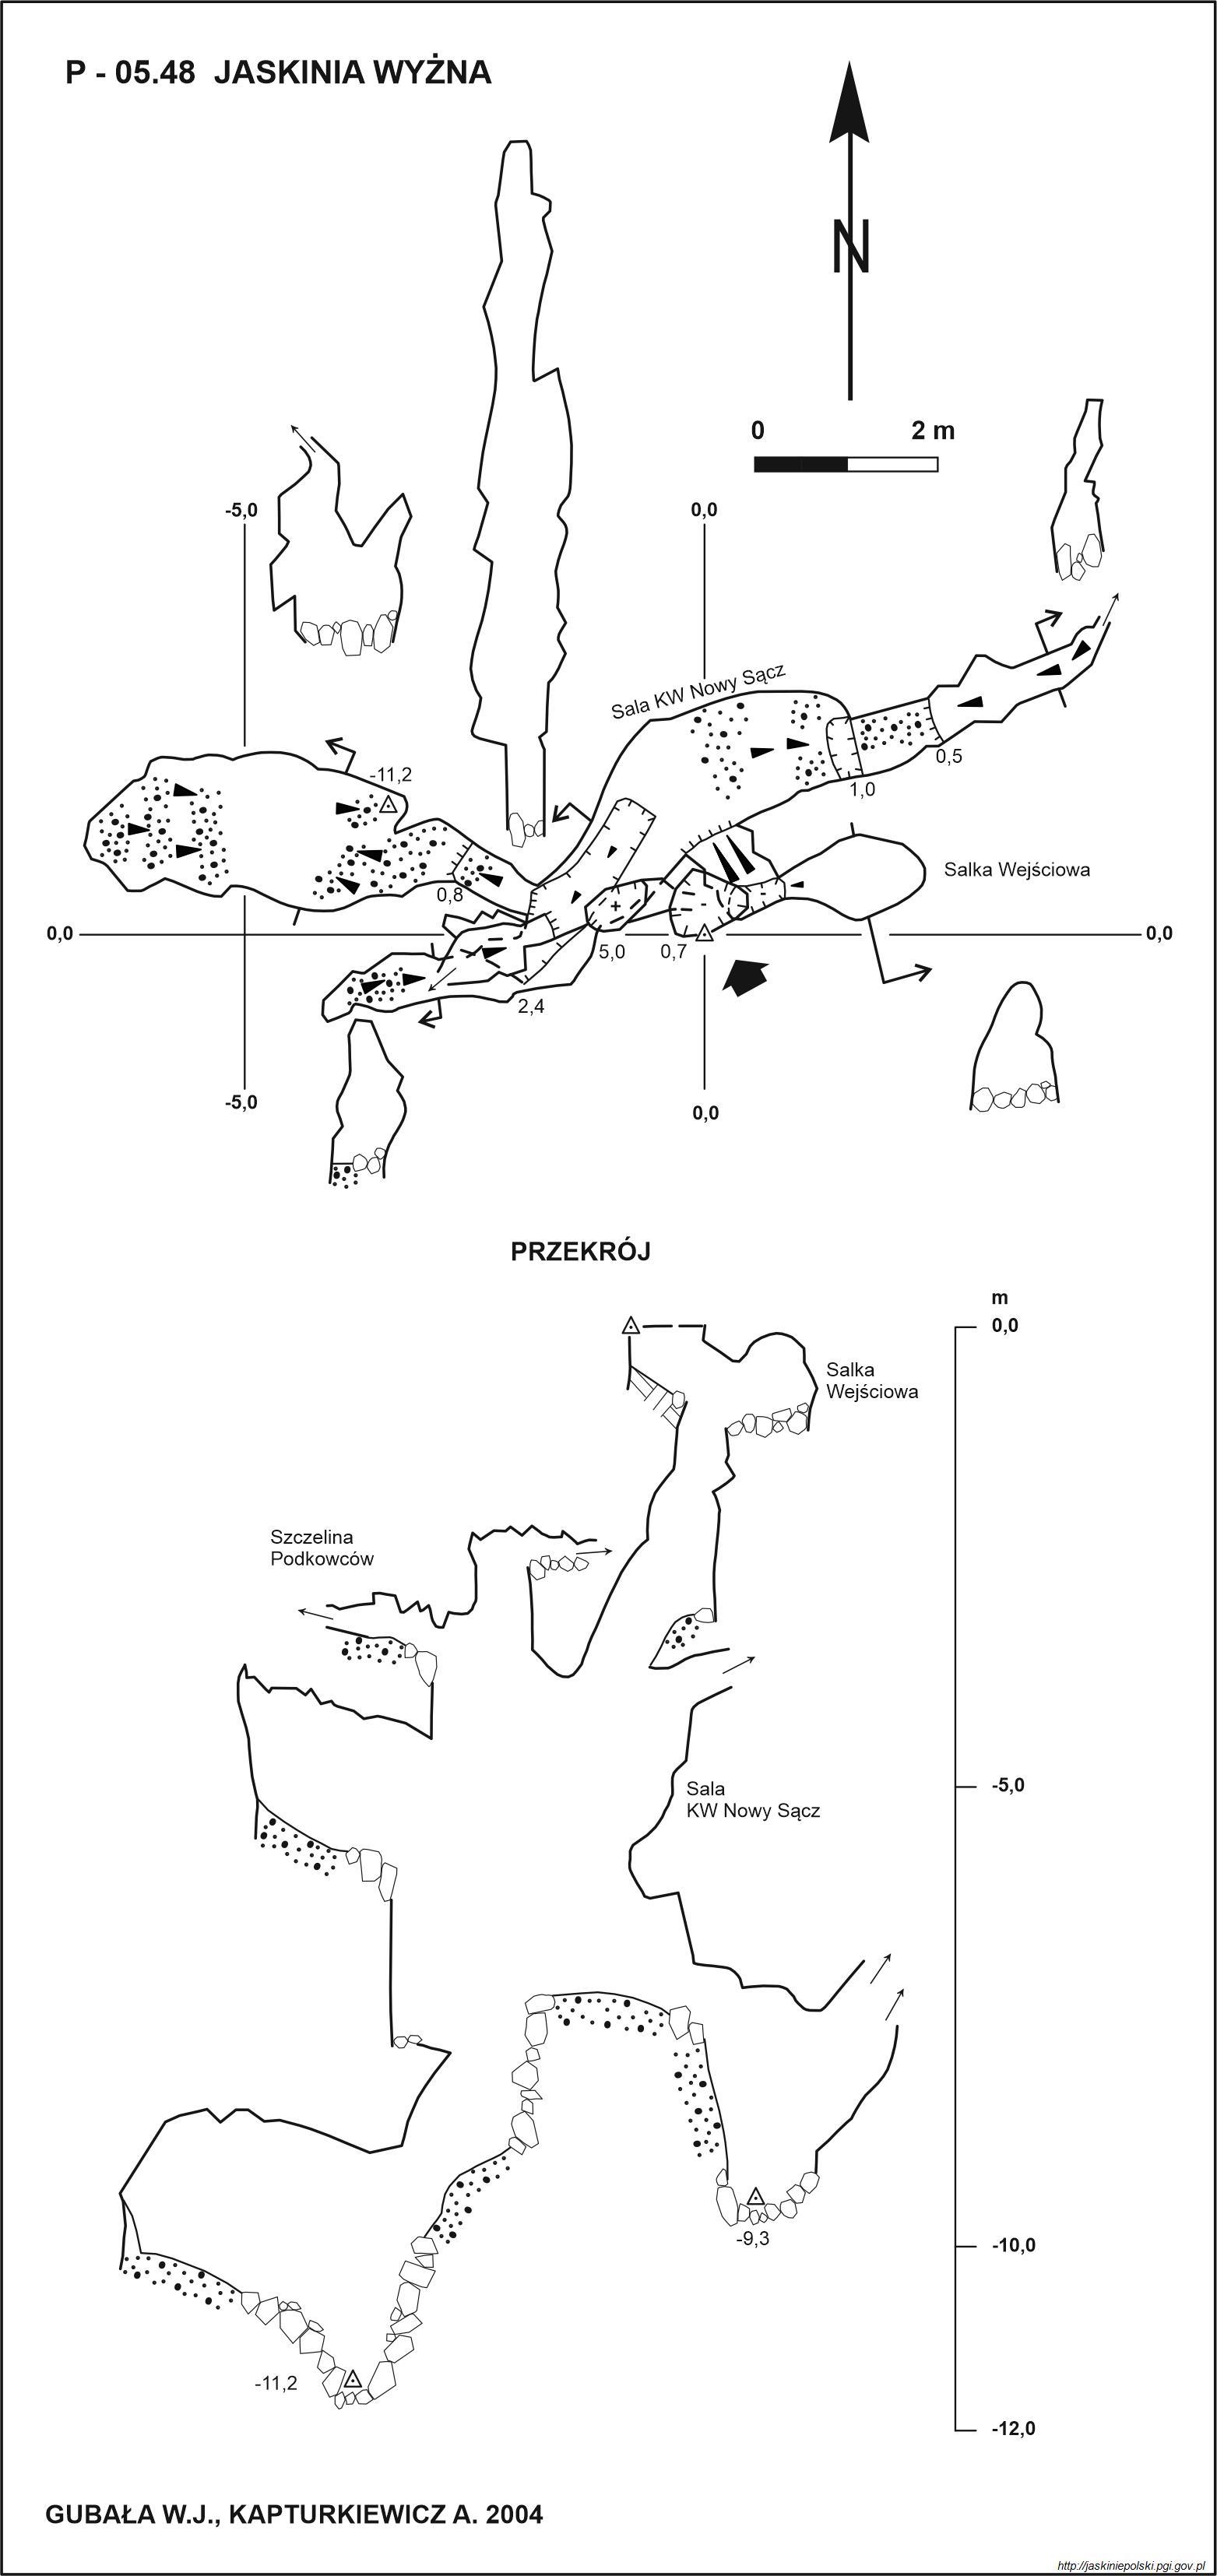 P - 05.48 JASKINIA WYŻNA
N
0 2 m
-5,0
0,0
Sala KW Nowy Sącz
-11,2
0,5
1,0
Salka Wejściowa
0,8
0,0
5,0
0,7
0,0
2,4
-5,0
0,0
PRZEKRÓJ
m
0,0
Salka
Wejściowa
Szczelina
Podkowców
-5,0
Sala
KW Nowy Sącz
-9,3
-10,0
-11,2
-12,0
GUBAŁA W.J., KAPTURKIEWICZ A. 2004
http://jaskiniepolski.pgi.gov.pl